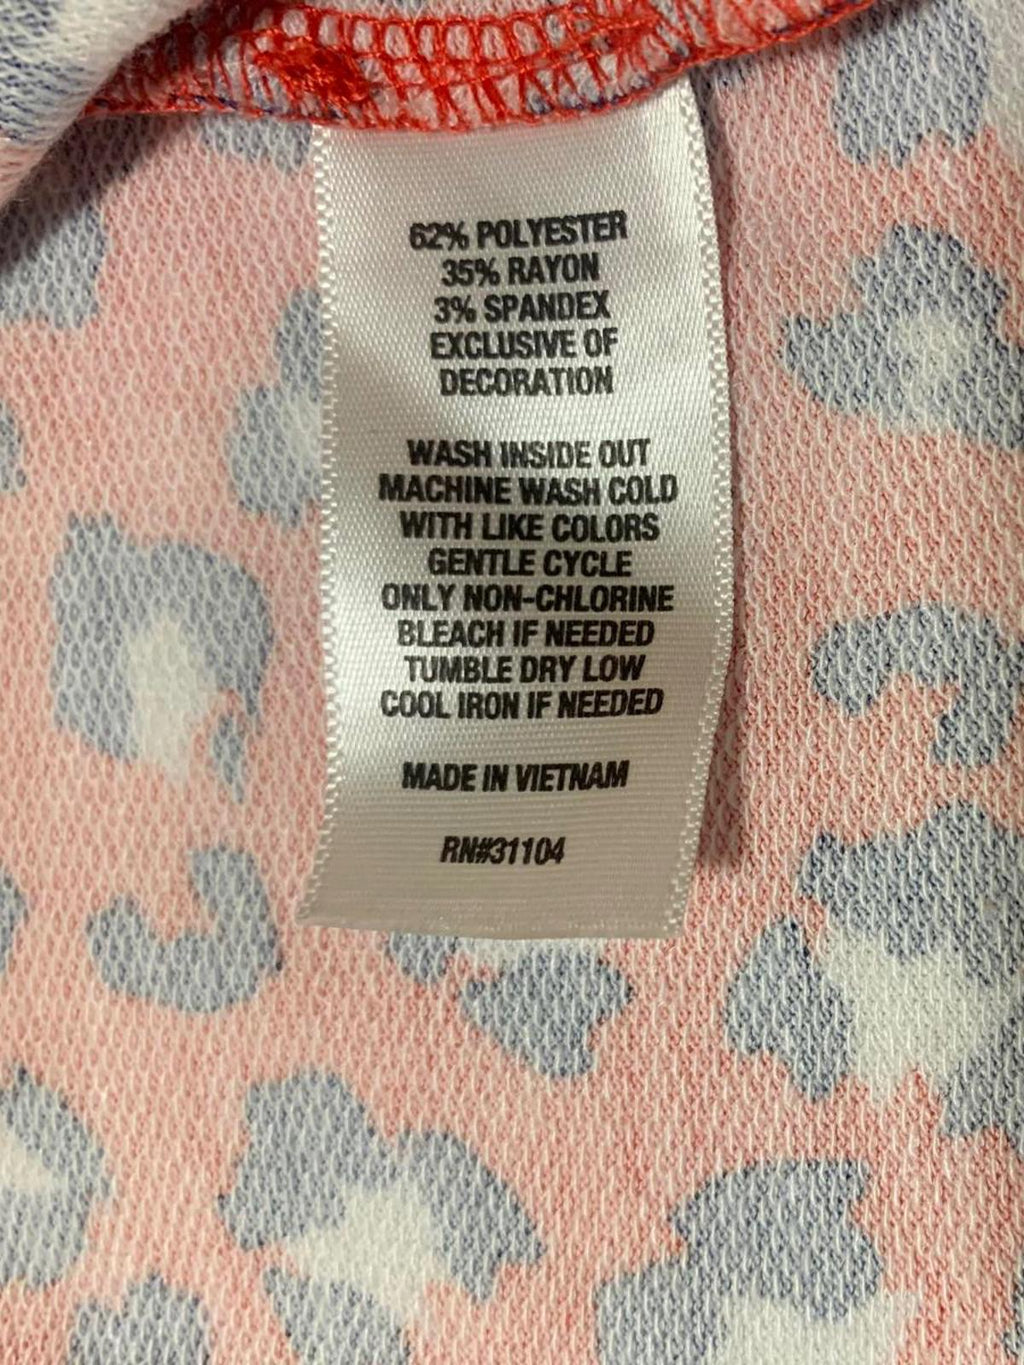 62% POLYESTER
35% RAYON
3% SPANDEX
EXCLUSIVE OF
DECORATION
WASH INSIDE OUT
MACHINE WASH COLD
WITH LIKE COLORS
GENTLE CYCLE
ONLY NON-CHLORINE
BLEACH IF NEEDED
TUMBLE DRY LOW
COOL IRON IF NEEDED
MADE IN VIETNAM
RN#31104